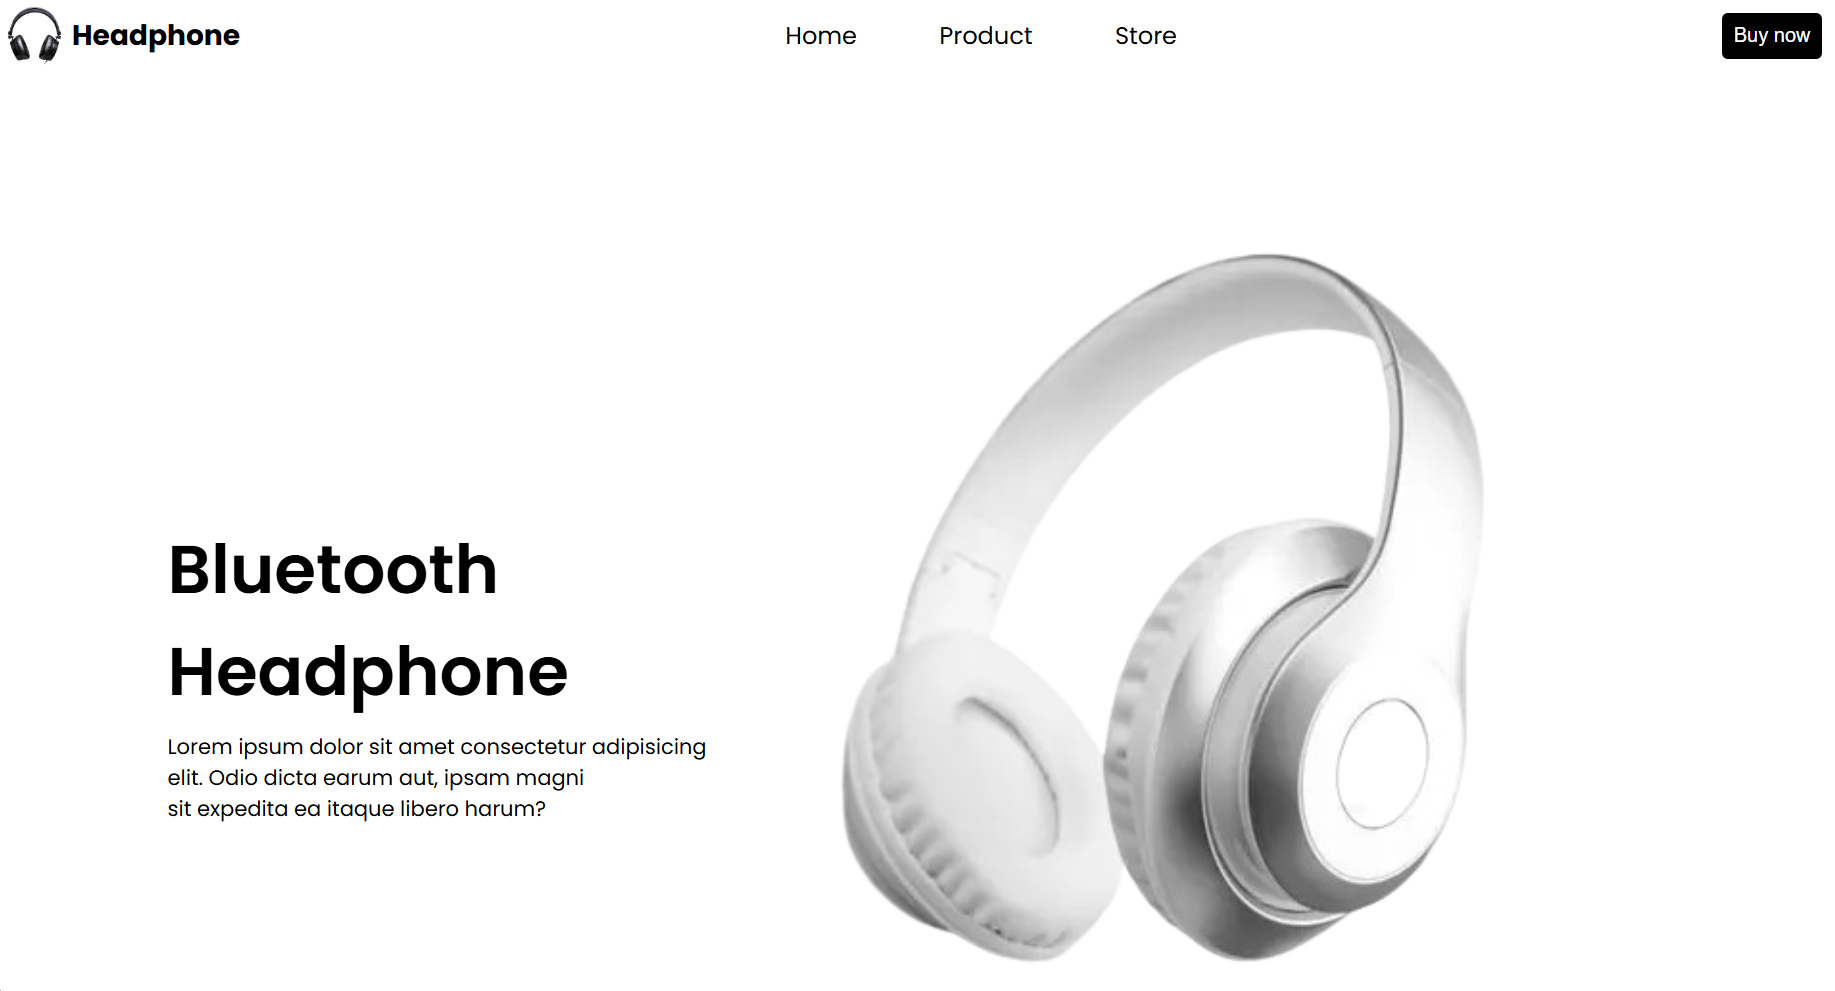 Headphone
Home
Product
Store
Buy now
Bluetooth
Headphone
Lorem ipsum dolor sit amet consectetur adipisicing
elit. Odio dicta earum aut, ipsam magni
sit expedita ea itaque libero harum?